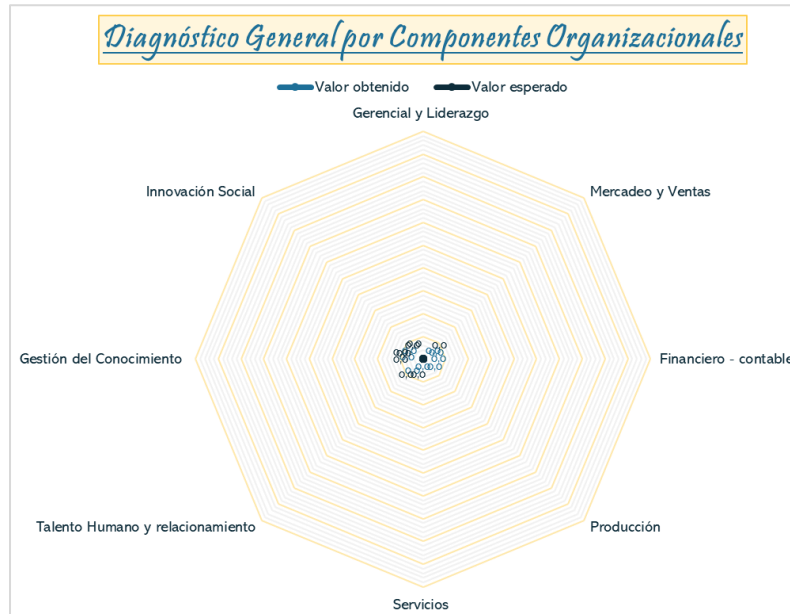 Diagnóstico General por Componentes Organizacionales
Valor obtenido Valor esperado
Gerencial y Liderazgo
Innovación Social
Mercadeo y Ventas
Gestión del Conocimiento
Financiero - contable
Talento Humano y relacionamiento
Producción
Servicios